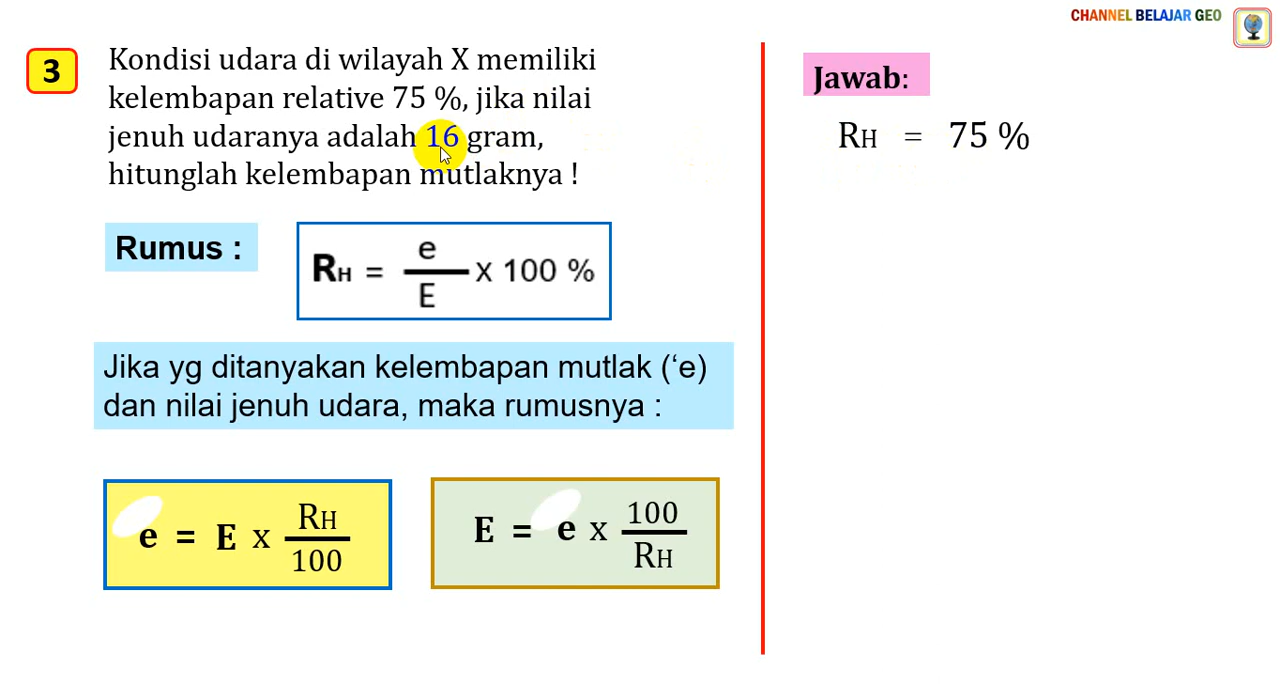 CHANNEL BELAJAR GEO
3
Kondisi udara di wilayah X memiliki
kelembapan relative 75 %, jika nilai
jenuh udaranya adalah 16 gram,
hitunglah kelembapan mutlaknya !
Rumus :
RH = e/E x 100 %
Jika yg ditanyakan kelembapan mutlak (‘e)
dan nilai jenuh udara, maka rumusnya :
e = E x RH/100
E = e x 100/RH
Jawab:
RH = 75 %